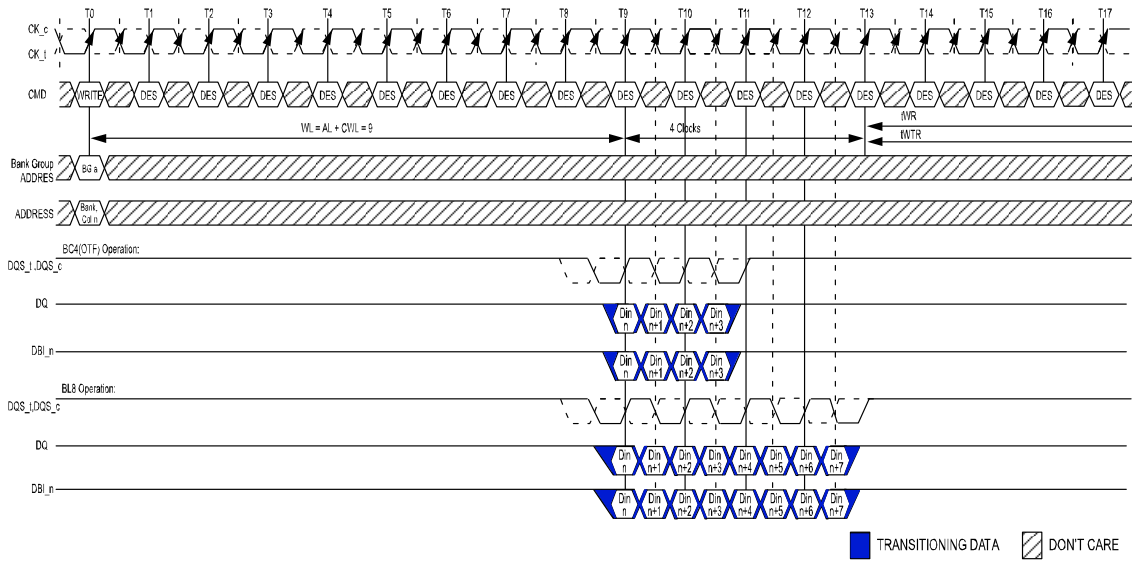 T0 T1 T2 T3 T4 T5 T6 T7 T8 T9 T10 T11 T12 T13 T14 T15 T16 T17
CK_c
CK_t
CMD WRITE DES DES DES DES DES DES DES DES DES DES DES DES DES DES DES DES DES
WL = AL + CWL = 9
4 Clocks
tWR
tWTR
Bank Group
ADDRES
BG a
ADDRESS
Bank,
Col n
BC4(OTF) Operation:
DQS_t ,DQS_c
DQ
Din
n
Din
n+1
Din
n+2
Din
n+3
DBI_n
Din
n
Din
n+1
Din
n+2
Din
n+3
BL8 Operation:
DQS_t,DQS_c
DQ
Din
n
Din
n+1
Din
n+2
Din
n+3
Din
n+4
Din
n+5
Din
n+6
Din
n+7
DBI_n
Din
n
Din
n+1
Din
n+2
Din
n+3
Din
n+4
Din
n+5
Din
n+6
Din
n+7
TRANSITIONING DATA
DON'T CARE